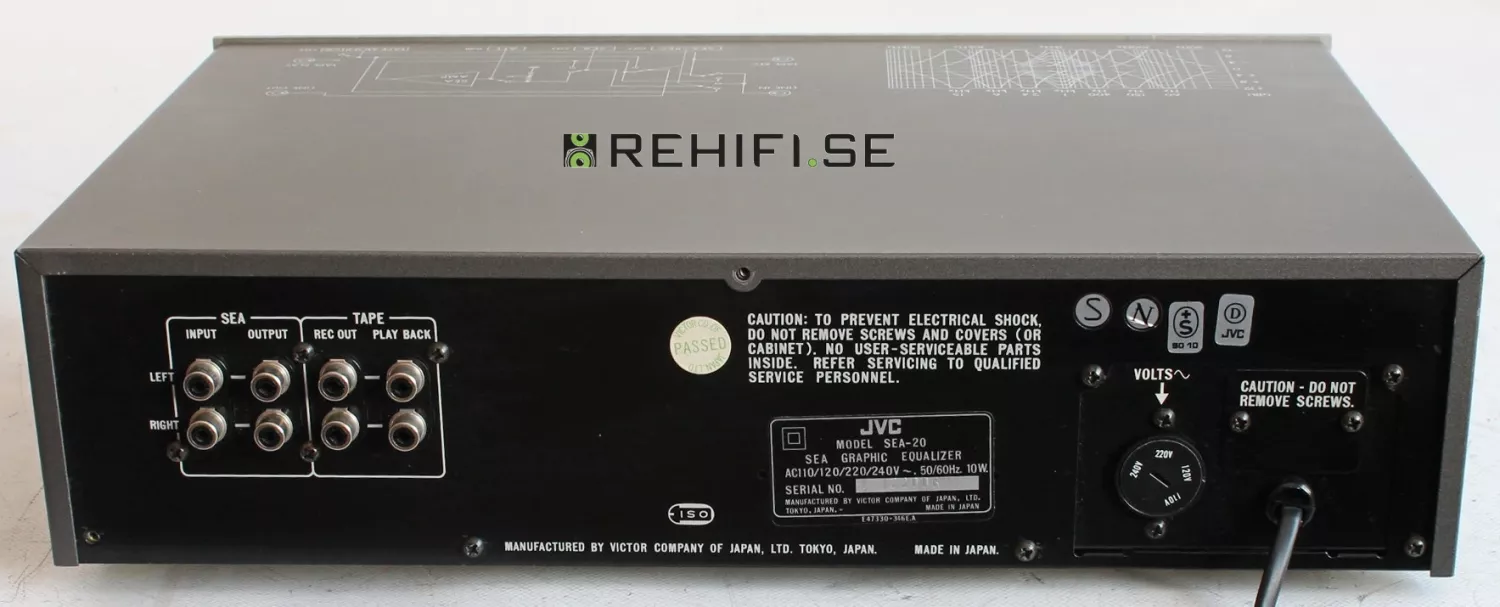 REHIFI.SE
SEA
TAPE
INPUT
OUTPUT
REC OUT
PLAY BACK
LEFT
RIGHT
PASSED
CAUTION: TO PREVENT ELECTRICAL SHOCK,
DO NOT REMOVE SCREWS AND COVERS (OR
CABINET). NO USER-SERVICEABLE PARTS
INSIDE. REFER SERVICING TO QUALIFIED
SERVICE PERSONNEL.
S
N
+S
SO 10
D
JVC
JVC
MODEL SEA-20
SEA GRAPHIC EQUALIZER
AC110/120/220/240V ~, 50/60Hz, 10W.
SERIAL NO.
MANUFACTURED BY VICTOR COMPANY OF JAPAN, LTD.
TOKYO, JAPAN.-
MADE IN JAPAN
E47330-346E.A
ISO
VOLTS~
220V
240V
120V
110V
CAUTION - DO NOT
REMOVE SCREWS.
MANUFACTURED BY VICTOR COMPANY OF JAPAN, LTD. TOKYO, JAPAN.
MADE IN JAPAN.